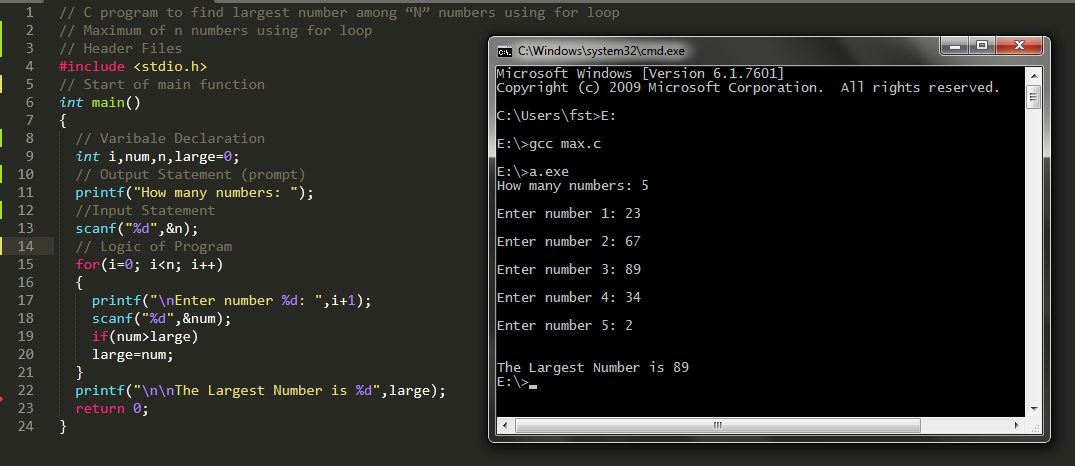 1 // C program to find largest number among “N” numbers using for loop
2 // Maximum of n numbers using for loop
3 // Header Files
4 #include <stdio.h>
5 // Start of main function
6 int main()
7 {
8 // Varibale Declaration
9 int i,num,n,large=0;
10 // Output Statement (prompt)
11 printf("How many numbers: ");
12 //Input Statement
13 scanf("%d",&n);
14 // Logic of Program
15 for(i=0; i<n; i++)
16 {
17 printf("\nEnter number %d: ",i+1);
18 scanf("%d",&num);
19 if(num>large)
20 large=num;
21 }
22 printf("\n\nThe Largest Number is %d",large);
23 return 0;
24 }
C:\. C:\Windows\system32\cmd.exe
Microsoft Windows [Version 6.1.7601]
Copyright (c) 2009 Microsoft Corporation. All rights reserved.
C:\Users\fst>E:
E:\>gcc max.c
E:\>a.exe
How many numbers: 5
Enter number 1: 23
Enter number 2: 67
Enter number 3: 89
Enter number 4: 34
Enter number 5: 2
The Largest Number is 89
E:\>_